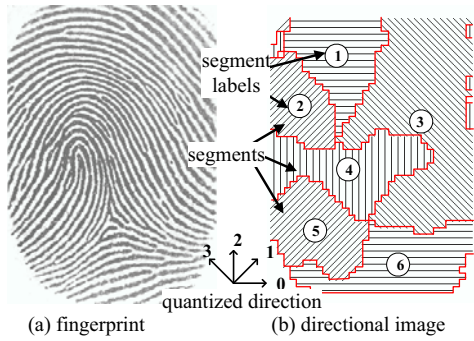 segment
labels
segments
1
2
3
4
5
6
3
2
1
0
quantized direction
(a) fingerprint
(b) directional image